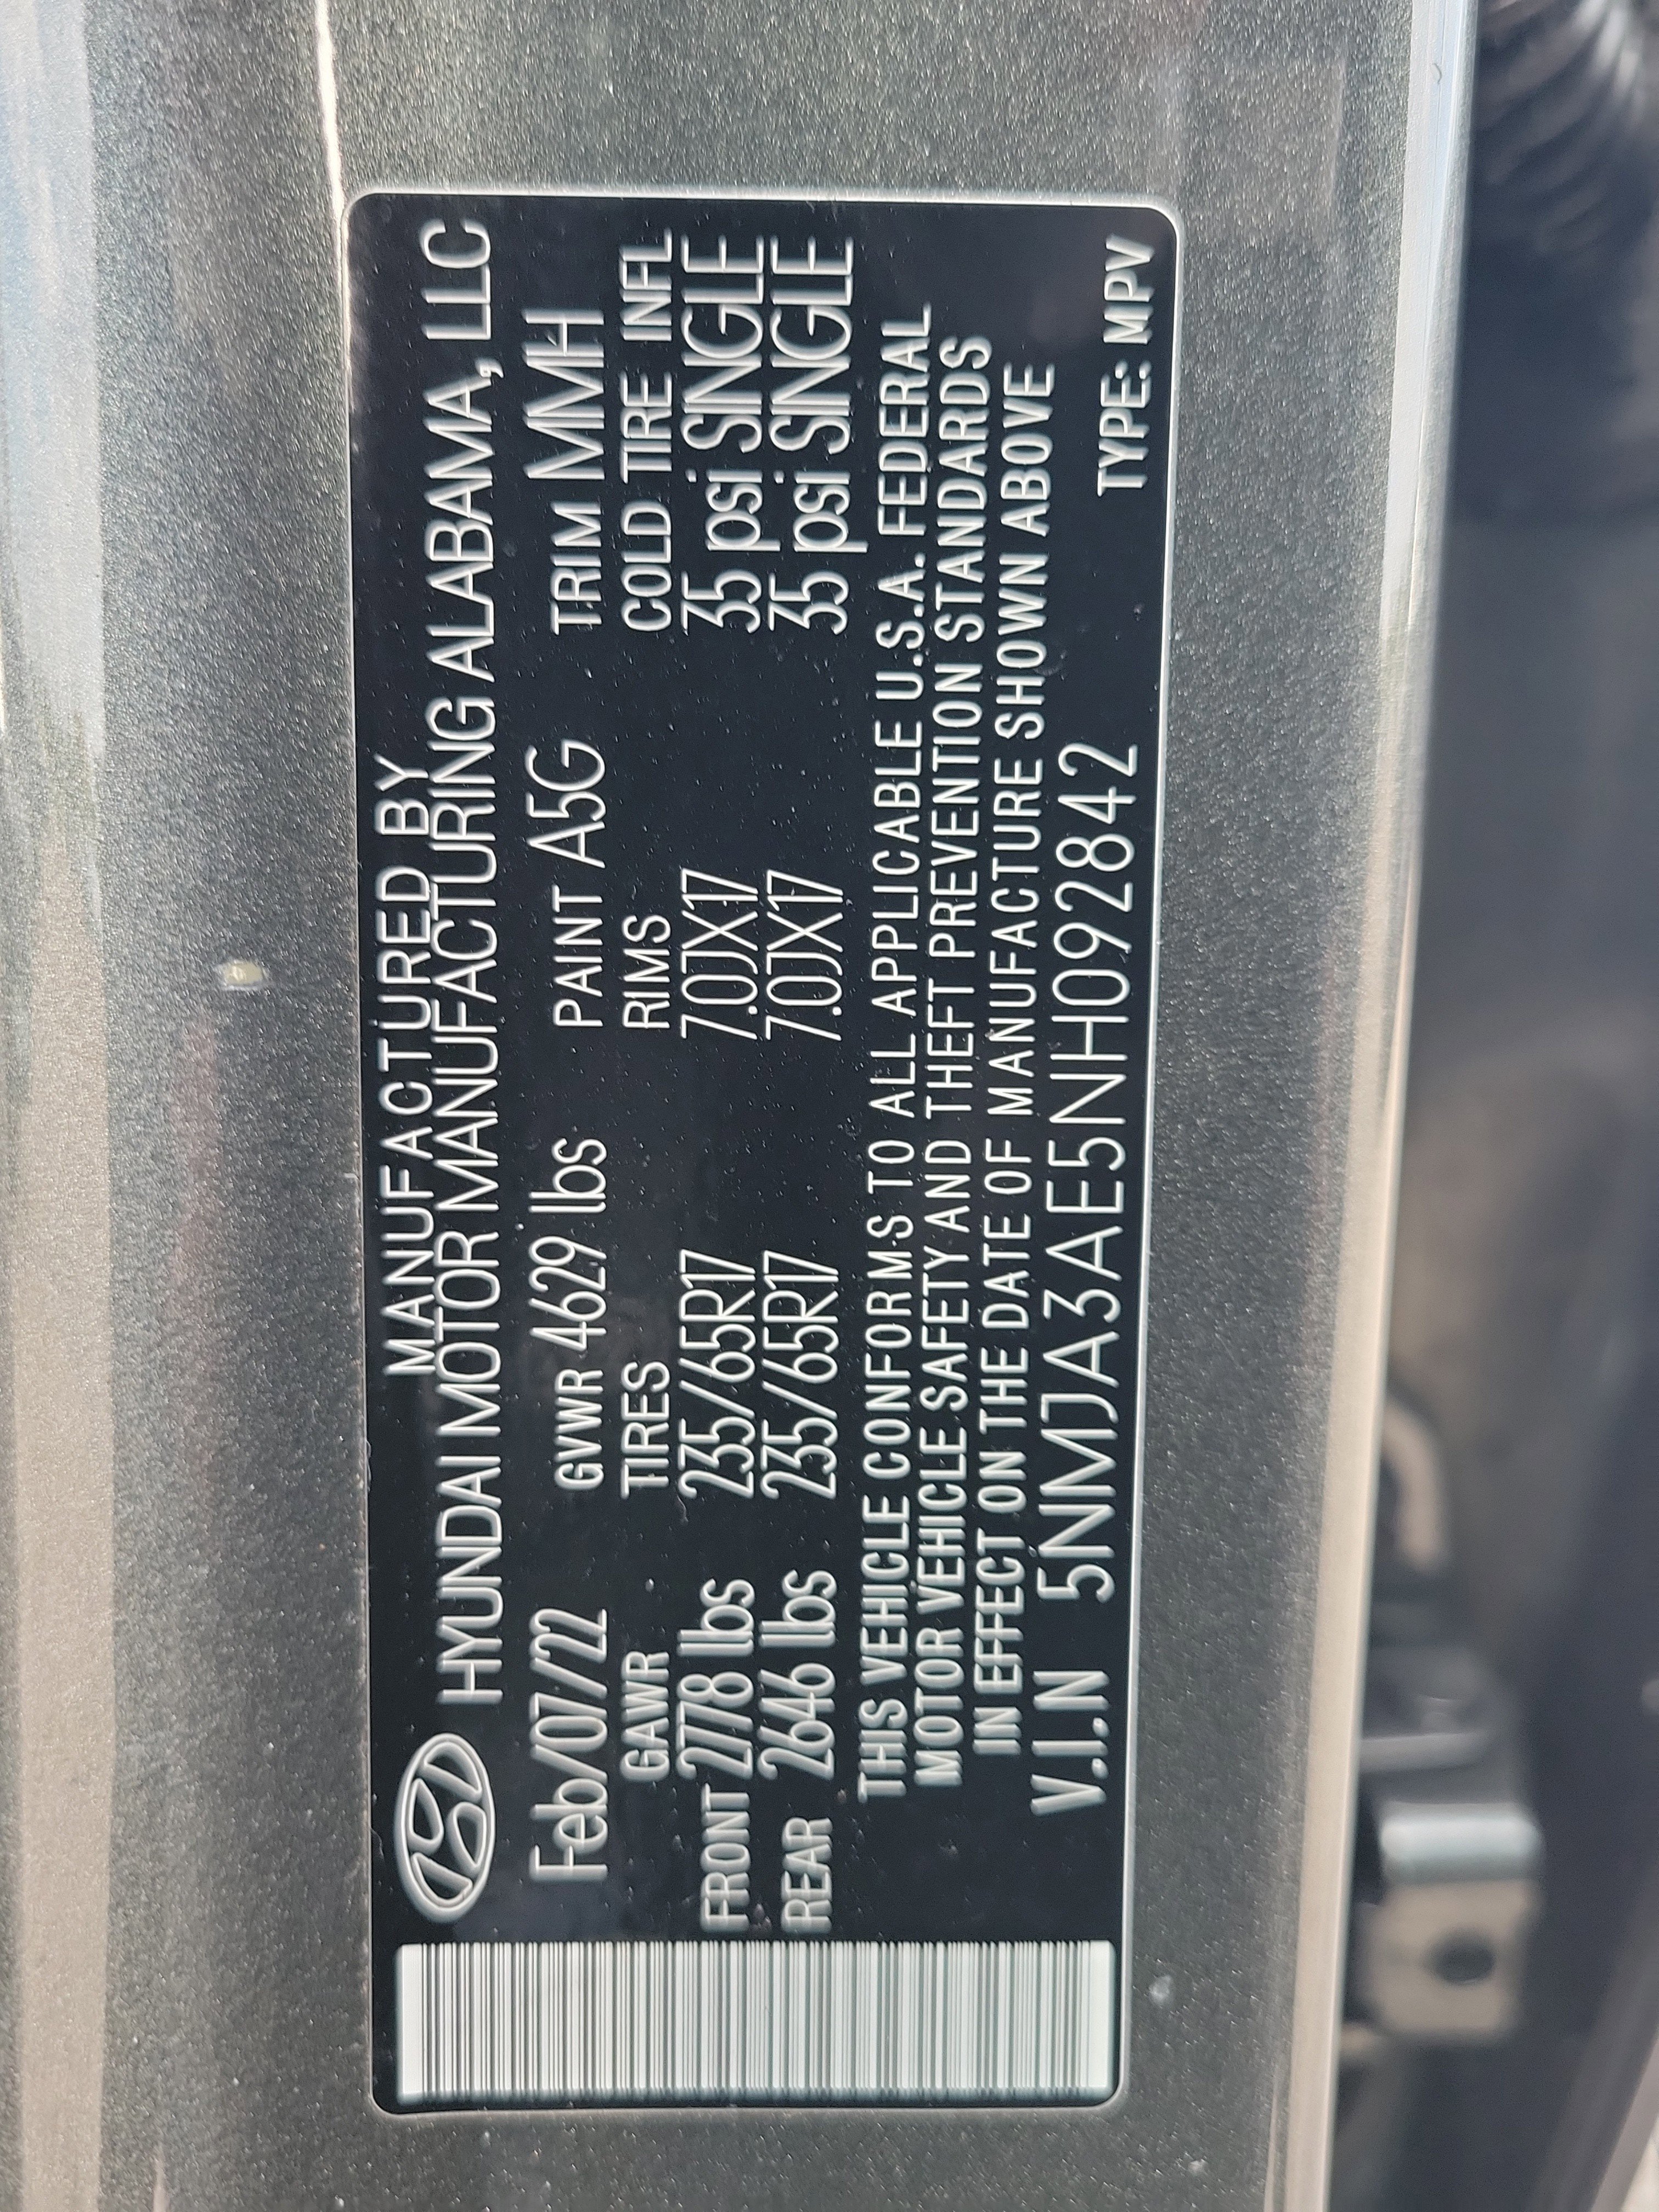 MANUFACTURED BY
HYUNDAI MOTOR MANUFACTURING ALABAMA, LLC
Feb/07/22 GVWR 4629 lbs PAINT A5G TRIM MMH
GAWR TIRES RIMS COLD TIRE INFL
FRONT 2778 lbs 235/65R17 7.0JX17 35 psi SINGLE
REAR 2646 lbs 235/65R17 7.0JX17 35 psi SINGLE
THIS VEHICLE CONFORMS TO ALL APPLICABLE U.S.A. FEDERAL
MOTOR VEHICLE SAFETY AND THEFT PREVENTION STANDARDS
IN EFFECT ON THE DATE OF MANUFACTURE SHOWN ABOVE
V.I.N 5NMJA3AE5NH092842 TYPE: MPV